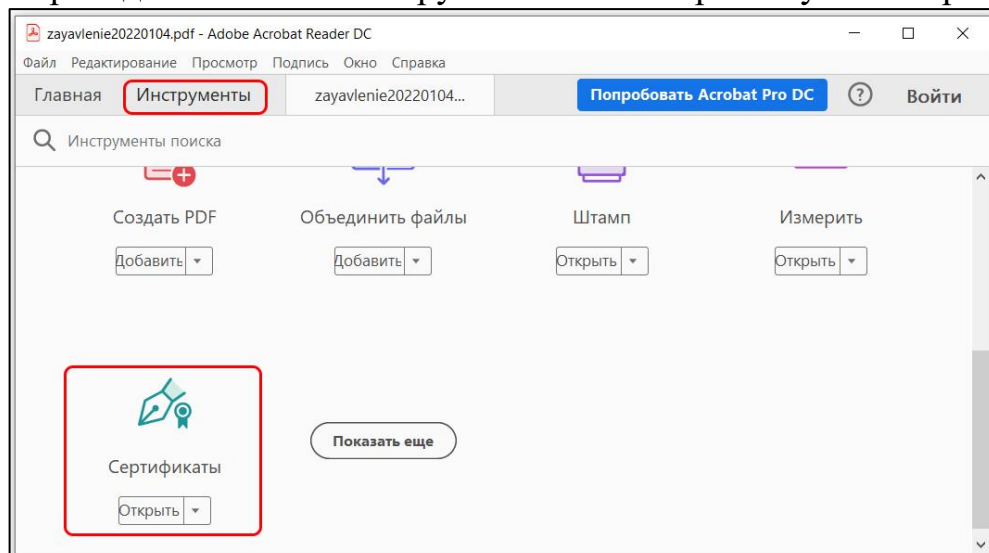 zayavlenie20220104.pdf - Adobe Acrobat Reader DC
Файл Редактирование Просмотр Подпись Окно Справка
Главная Инструменты zayavlenie20220104... Попробовать Acrobat Pro DC ? Войти
Инструменты поиска
Создать PDF Объединить файлы Штамп Измерить
Добавить Добавить Открыть Открыть
Показать еще
Сертификаты
Открыть